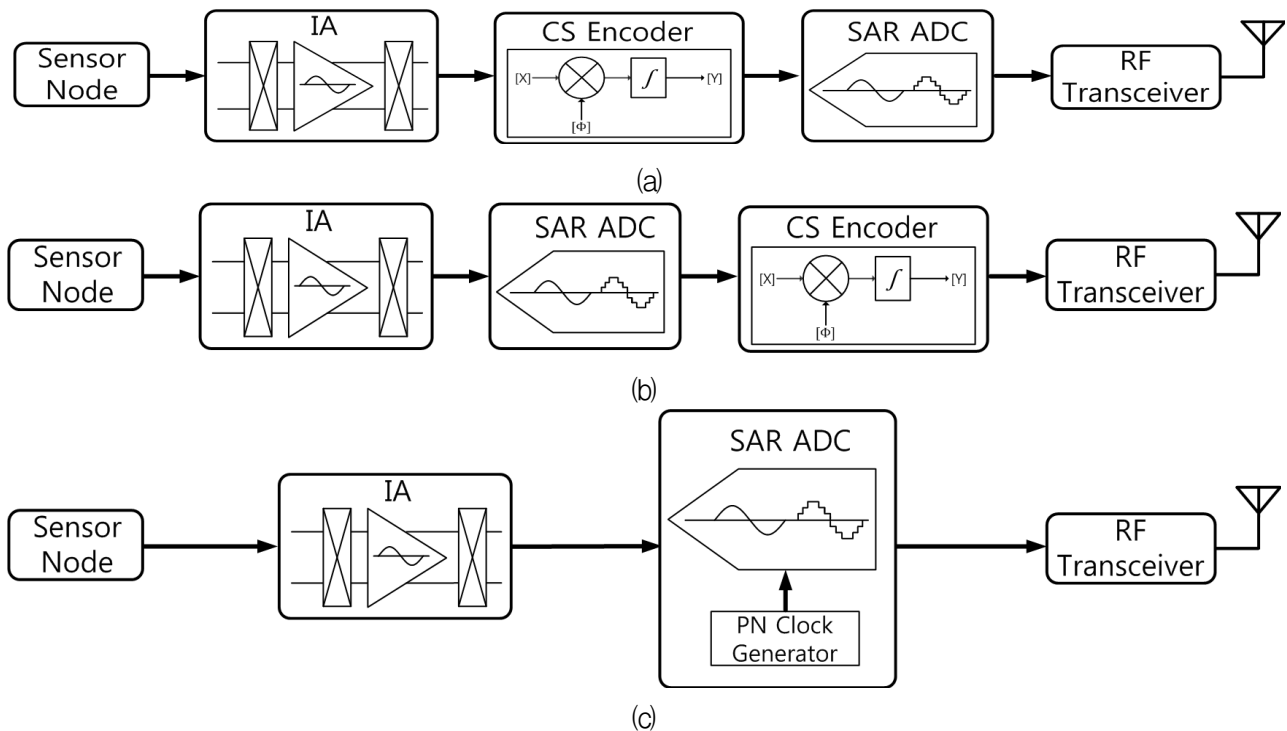 IA
CS Encoder
SAR ADC
Sensor
Node
[X]
∫
[Y]
[Φ]
RF
Transceiver
(a)
IA
SAR ADC
CS Encoder
Sensor
Node
[X]
∫
[Y]
[Φ]
RF
Transceiver
(b)
SAR ADC
IA
Sensor
Node
RF
Transceiver
PN Clock
Generator
(c)